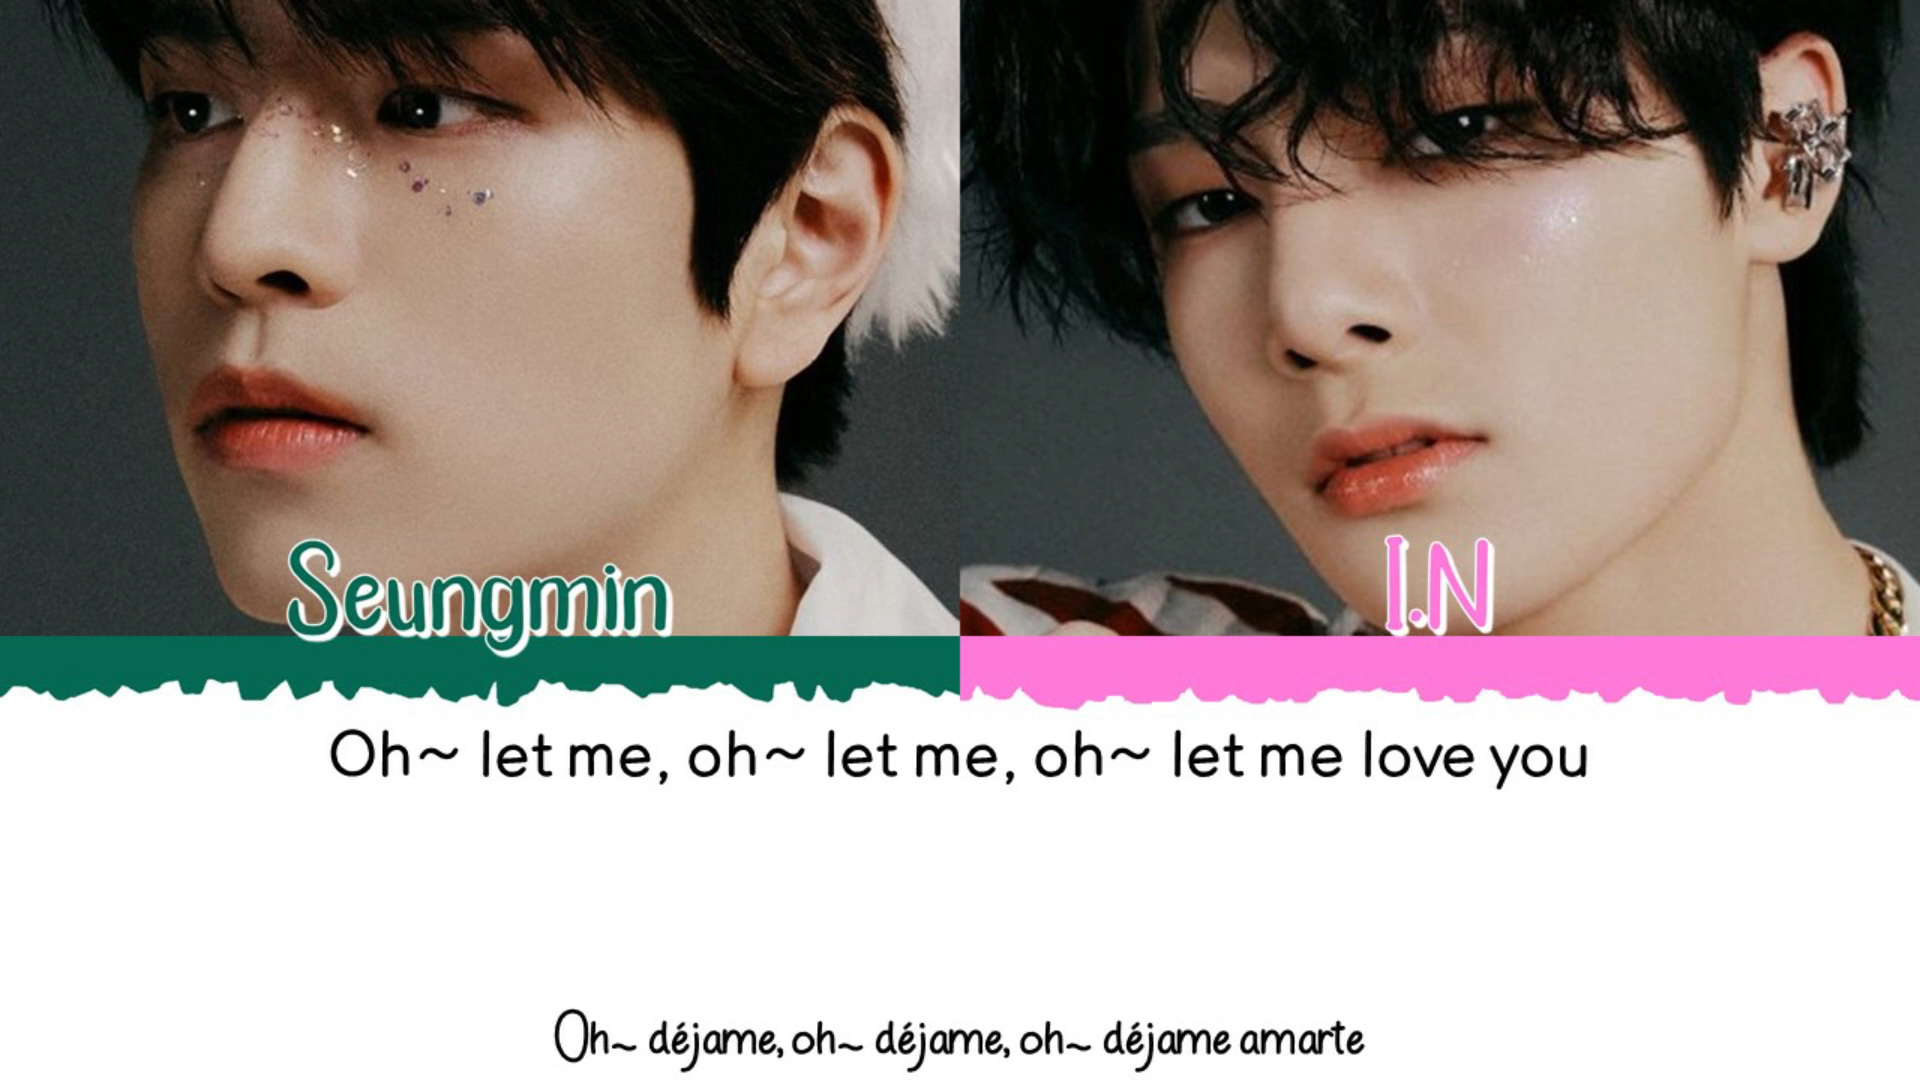 Seungmin
I.N
Oh~ let me, oh~ let me, oh~ let me love you
Oh~ déjame, oh~ déjame, oh~ déjame amarte